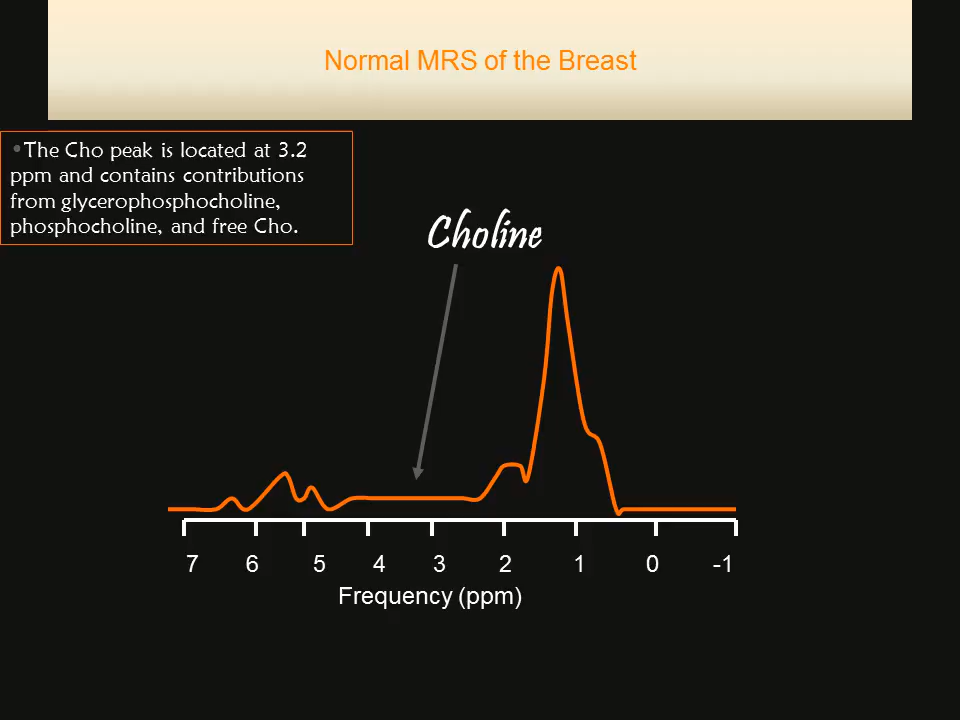 Normal MRS of the Breast
•The Cho peak is located at 3.2
ppm and contains contributions
from glycerophosphocholine,
phosphocholine, and free Cho.
Choline
7 6 5 4 3 2 1 0 -1
Frequency (ppm)